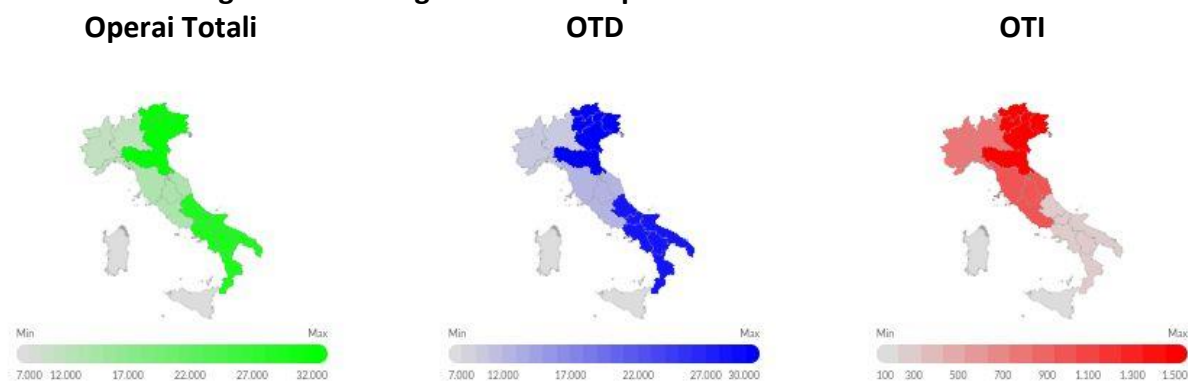 Operai Totali
OTD
OTI
Min Max
7.000 12.000 17.000 22.000 27.000 32.000
Min Max
7.000 12.000 17.000 22.000 27.000 30.000
Min Max
100 300 500 700 900 1.100 1.300 1.500